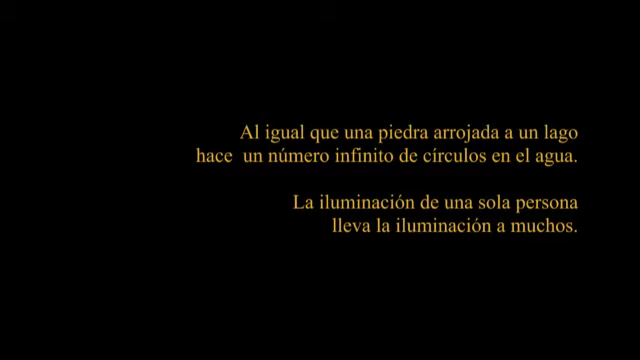 Al igual que una piedra arrojada a un lago
hace  un número infinito de círculos en el agua.
La iluminación de una sola persona
lleva la iluminación a muchos.